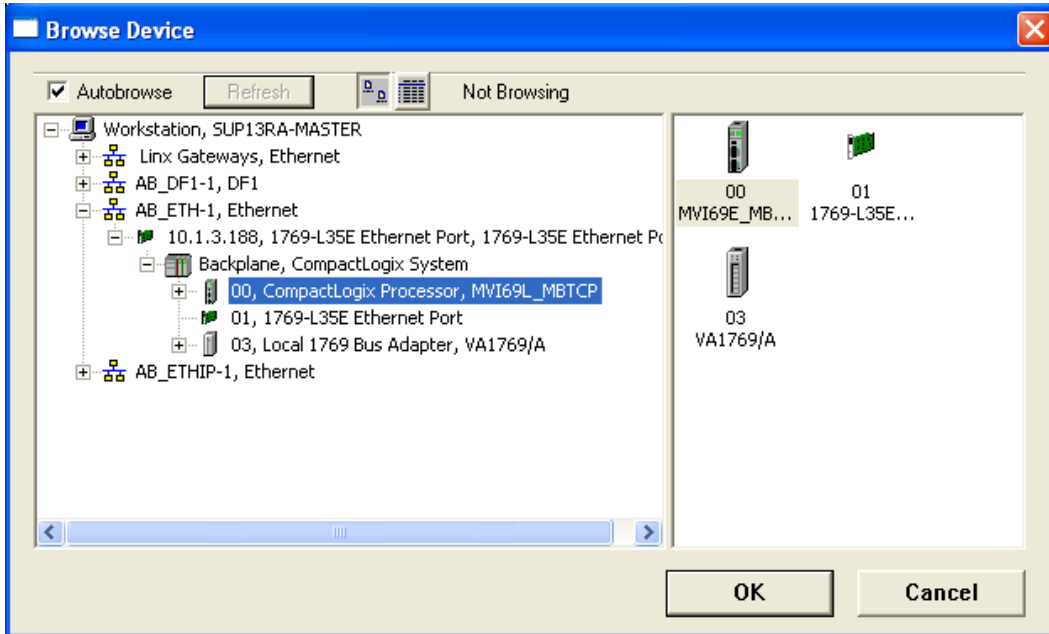 Browse Device
Autobrowse
Refresh
Not Browsing
Workstation, SUP13RA-MASTER
Linx Gateways, Ethernet
AB_DF1-1, DF1
AB_ETH-1, Ethernet
10.1.3.188, 1769-L35E Ethernet Port, 1769-L35E Ethernet Po
Backplane, CompactLogix System
00, CompactLogix Processor, MVI69L_MBTCP
01, 1769-L35E Ethernet Port
03, Local 1769 Bus Adapter, VA1769/A
AB_ETHIP-1, Ethernet
00
MVI69E_MB...
01
1769-L35E...
03
VA1769/A
OK
Cancel